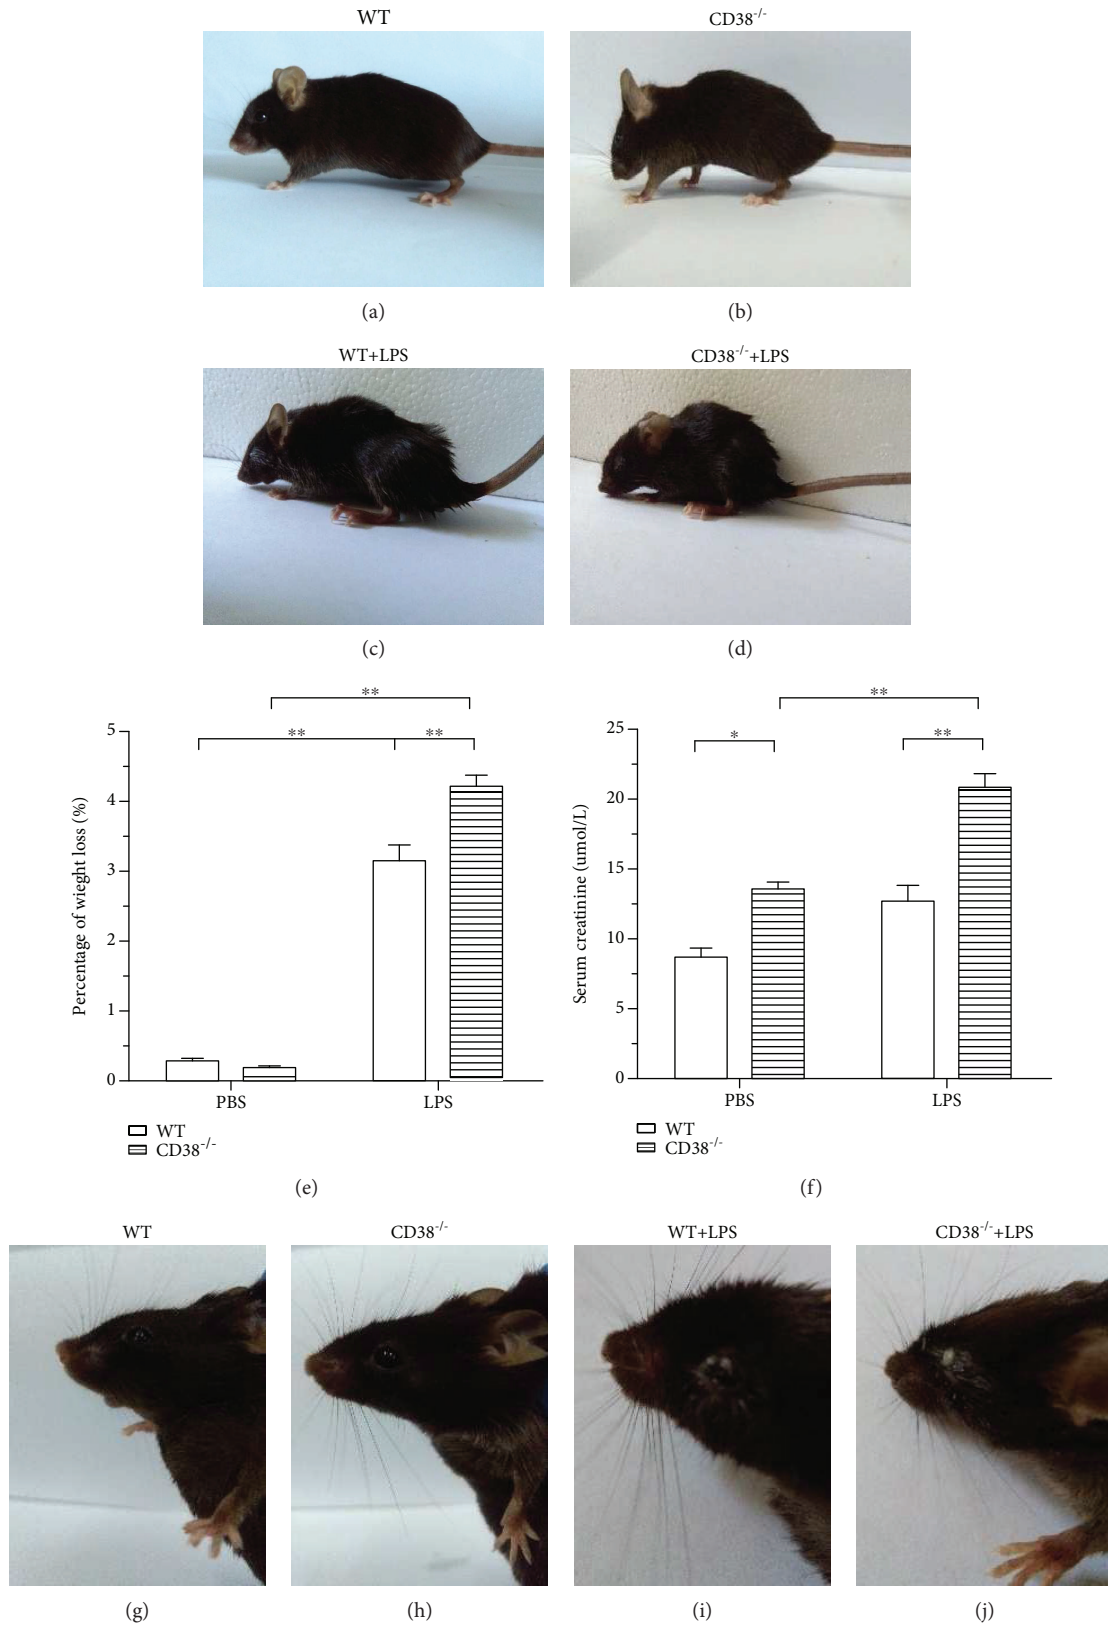 WT
CD38-/-
(a)
(b)
WT+LPS
CD38-/-+LPS
(c)
(d)
**
** **
5
4
3
2
1
0
Percentage of wieght loss (%)
PBS
LPS
WT
CD38-/-
(e)
**
* **
25
20
15
10
5
0
Serum creatinine (umol/L)
PBS
LPS
WT
CD38-/-
(f)
WT
CD38-/-
WT+LPS
CD38-/-+LPS
(g)
(h)
(i)
(j)